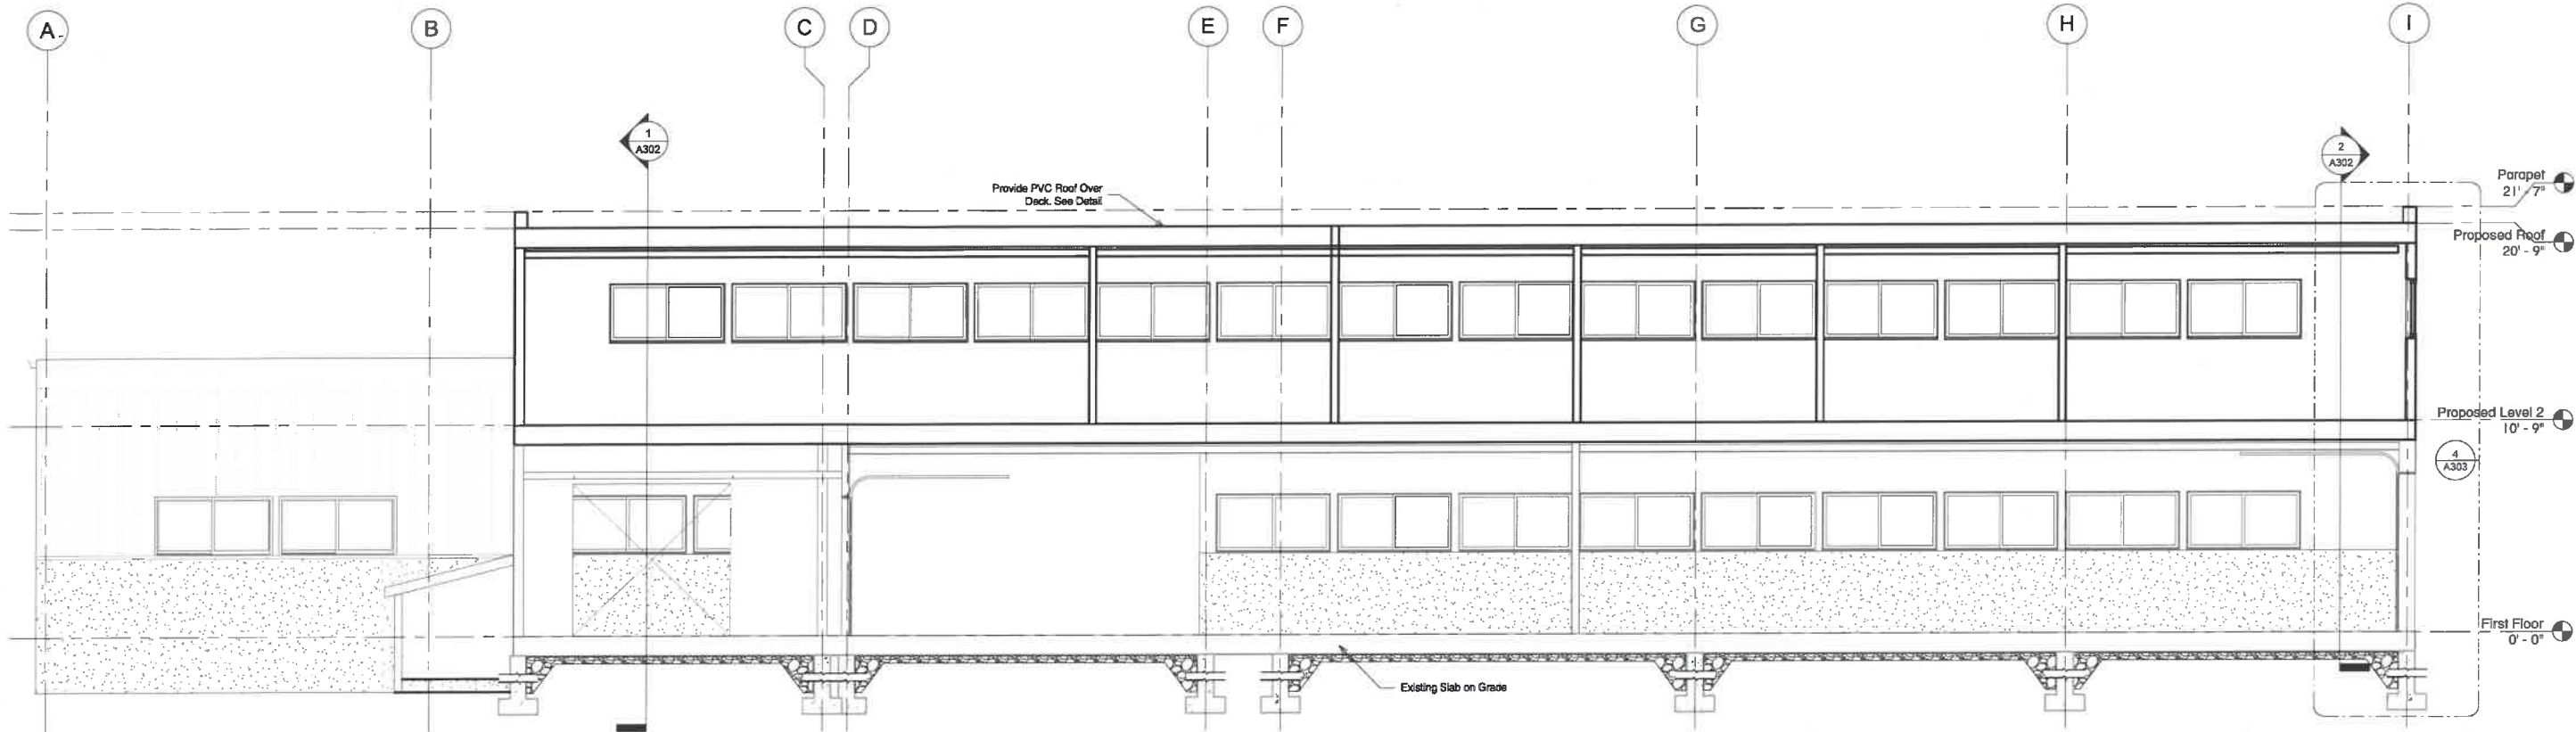 A
B
C
D
E
F
G
H
I
1
A302
2
A302
Provide PVC Roof Over
Deck. See Detail
Parapet
21' - 7"
Proposed Roof
20' - 9"
Proposed Level 2
10' - 9"
4
A303
First Floor
0' - 0"
Existing Slab on Grade